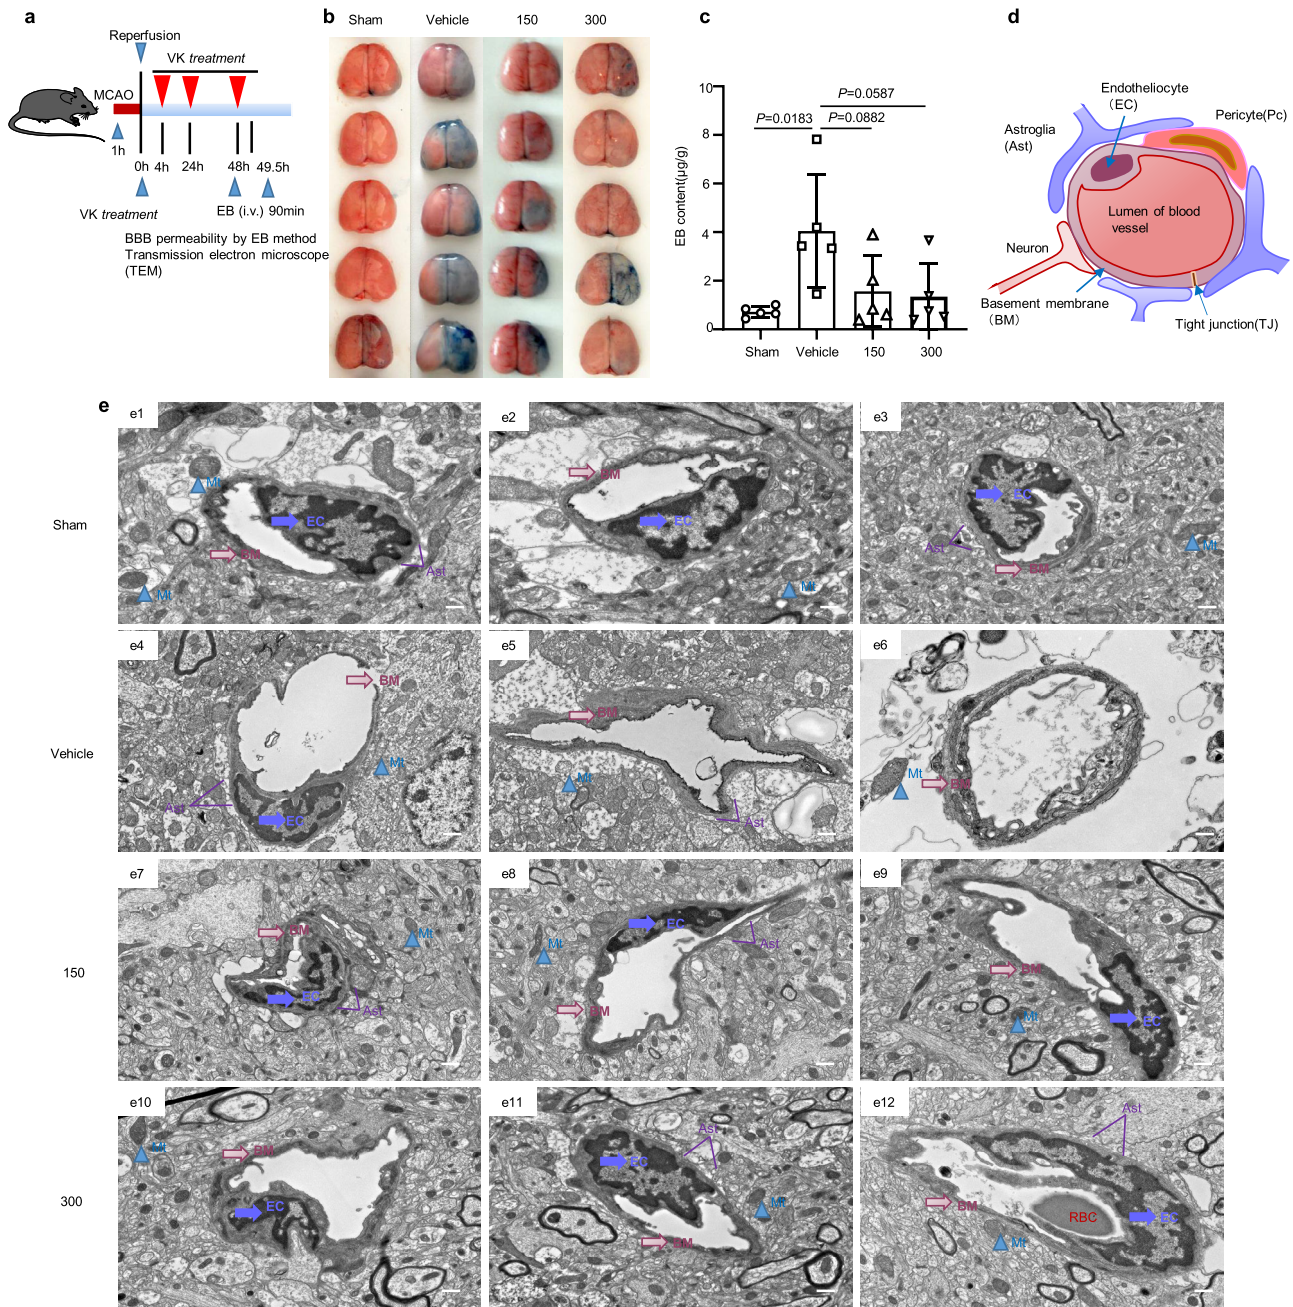 a
Reperfusion
VK treatment
MCAO
1h
0h
4h
24h
48h
49.5h
VK treatment
EB (i.v.) 90min
BBB permeability by EB method
Transmission electron microscope
(TEM)
b
Sham
Vehicle
150
300
c
EB content(μg/g)
10
8
6
4
2
0
P=0.0587
P=0.0183
P=0.0882
Sham
Vehicle
150
300
d
Endotheliocyte
(EC)
Pericyte(Pc)
Astroglia
(Ast)
Lumen of blood
vessel
Neuron
Basement membrane
(BM)
Tight junction(TJ)
e
Sham
e1
Mt
EC
BM
Ast
Mt
e2
BM
EC
Mt
e3
EC
Ast
Mt
BM
Vehicle
e4
BM
Mt
Ast
EC
e5
BM
Mt
Ast
e6
Mt
BM
150
e7
BM
Mt
EC
Ast
e8
EC
Mt
Ast
BM
e9
BM
Mt
EC
300
e10
Mt
BM
EC
e11
Ast
EC
Mt
BM
e12
Ast
BM
RBC
EC
Mt